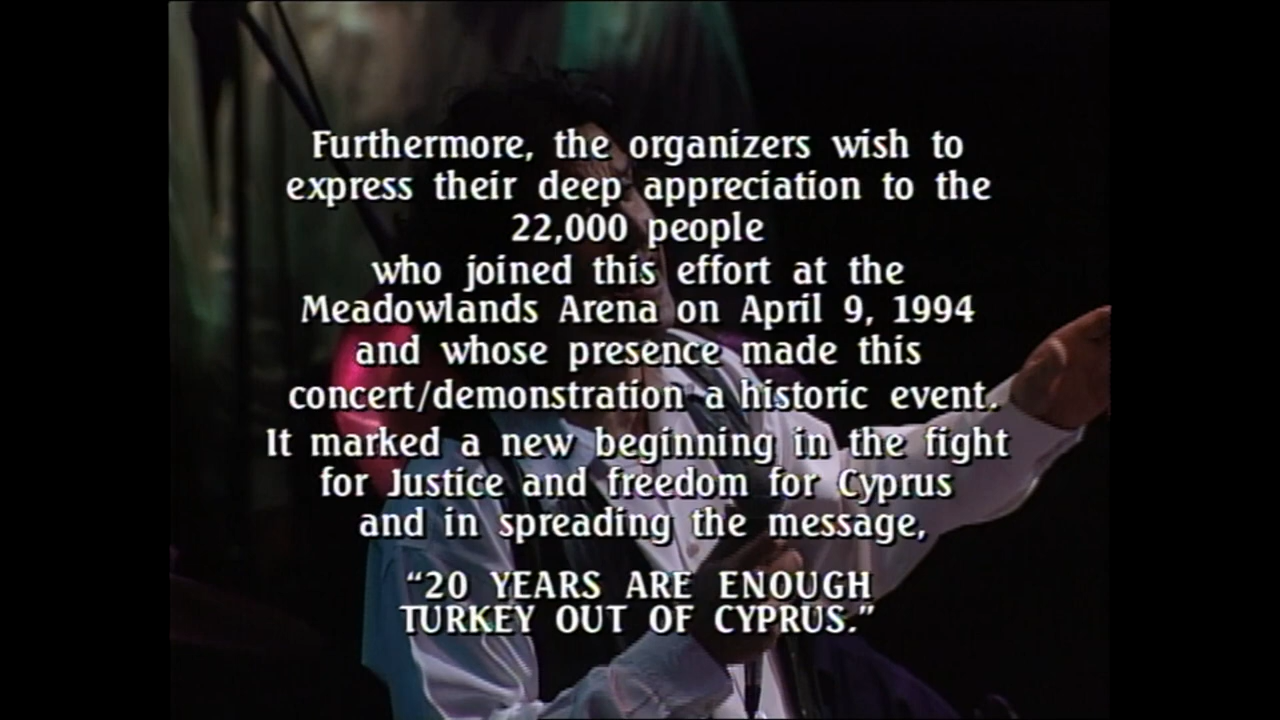 Furthermore, the organizers wish to
express their deep appreciation to the
22,000 people
who joined this effort at the
Meadowlands Arena on April 9, 1994
and whose presence made this
concert/demonstration a historic event.
It marked a new beginning in the fight
for Justice and freedom for Cyprus
and in spreading the message,
“20 YEARS ARE ENOUGH
TURKEY OUT OF CYPRUS.”